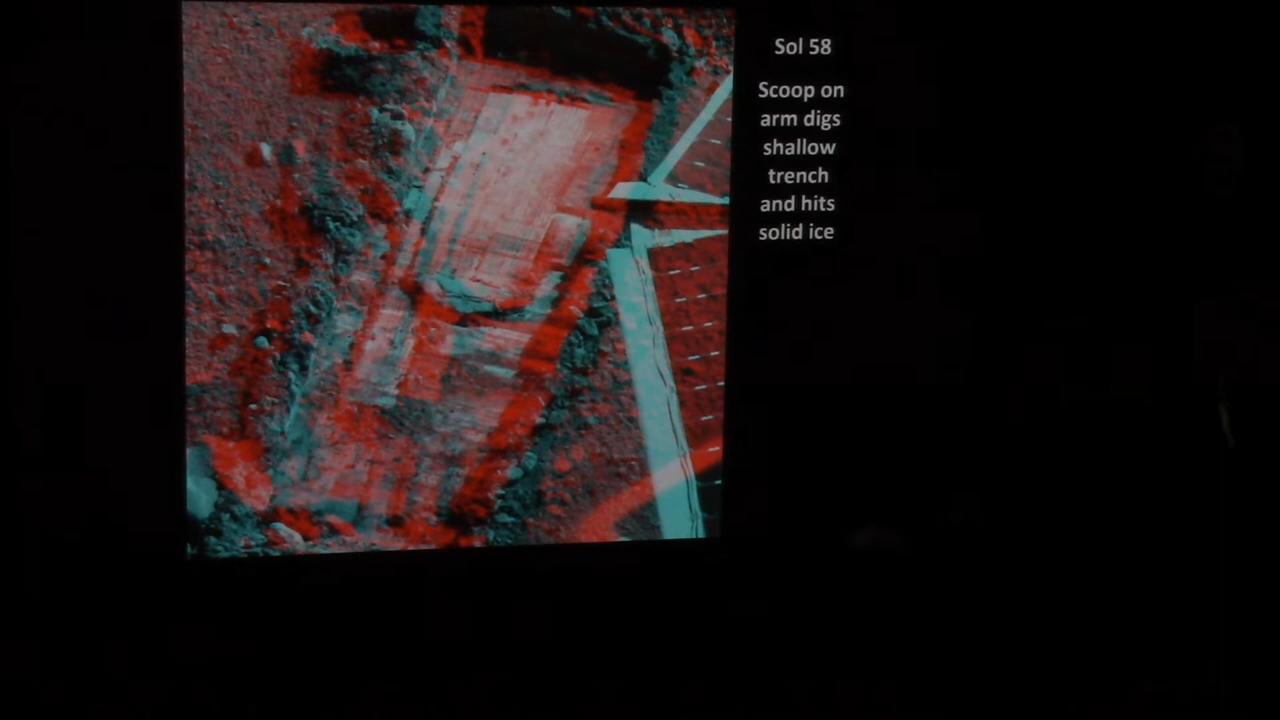 Sol 58
Scoop on
arm digs
shallow
trench
and hits
solid ice